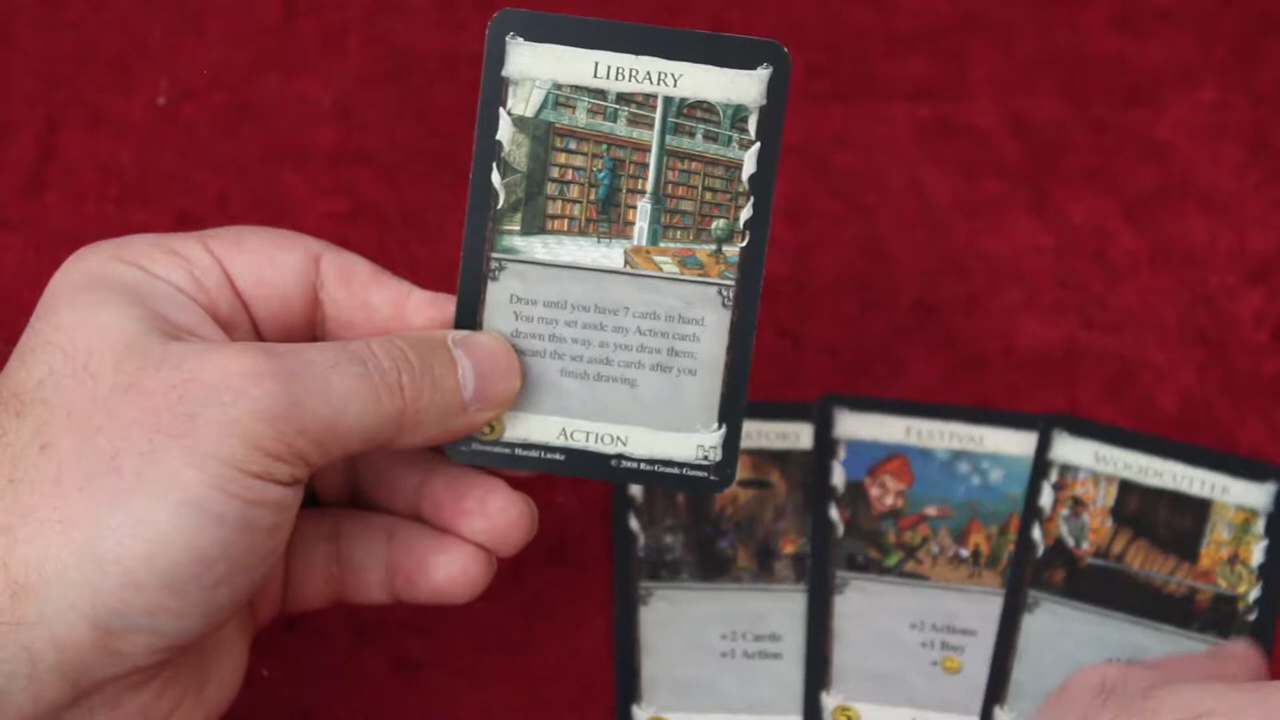 LIBRARY
Draw until you have 7 cards in hand.
You may set aside any Action cards
drawn this way, as you draw them;
discard the set aside cards after you
finish drawing.
5
ACTION
Illustration: Harald Lieske
© 2008 Rio Grande Games
ATORS
+2 Cards
+1 Action
FESTIVAL
+2 Actions
+1 Buy
+
5
WOODCUTTER